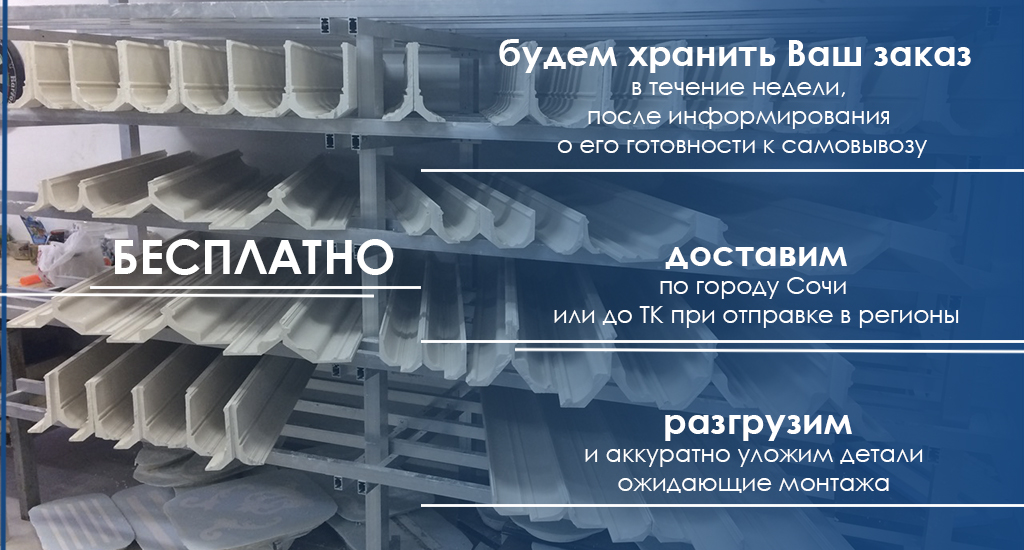 БЕСПЛАТНО
будем хранить Ваш заказ
в течение недели,
после информирования
о его готовности к самовывозу
доставим
по городу Сочи
или до ТК при отправке в регионы
разгрузим
и аккуратно уложим детали
ожидающие монтажа